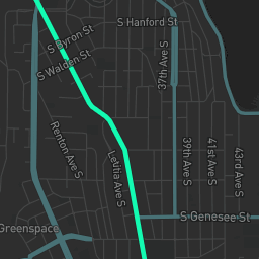 S Hanford St
S Byron St
S Walden St
37th Ave S
Renton Ave S
Letitia Ave S
39th Ave S
41st Ave S
43rd Ave S
S Genesee St
Greenspace